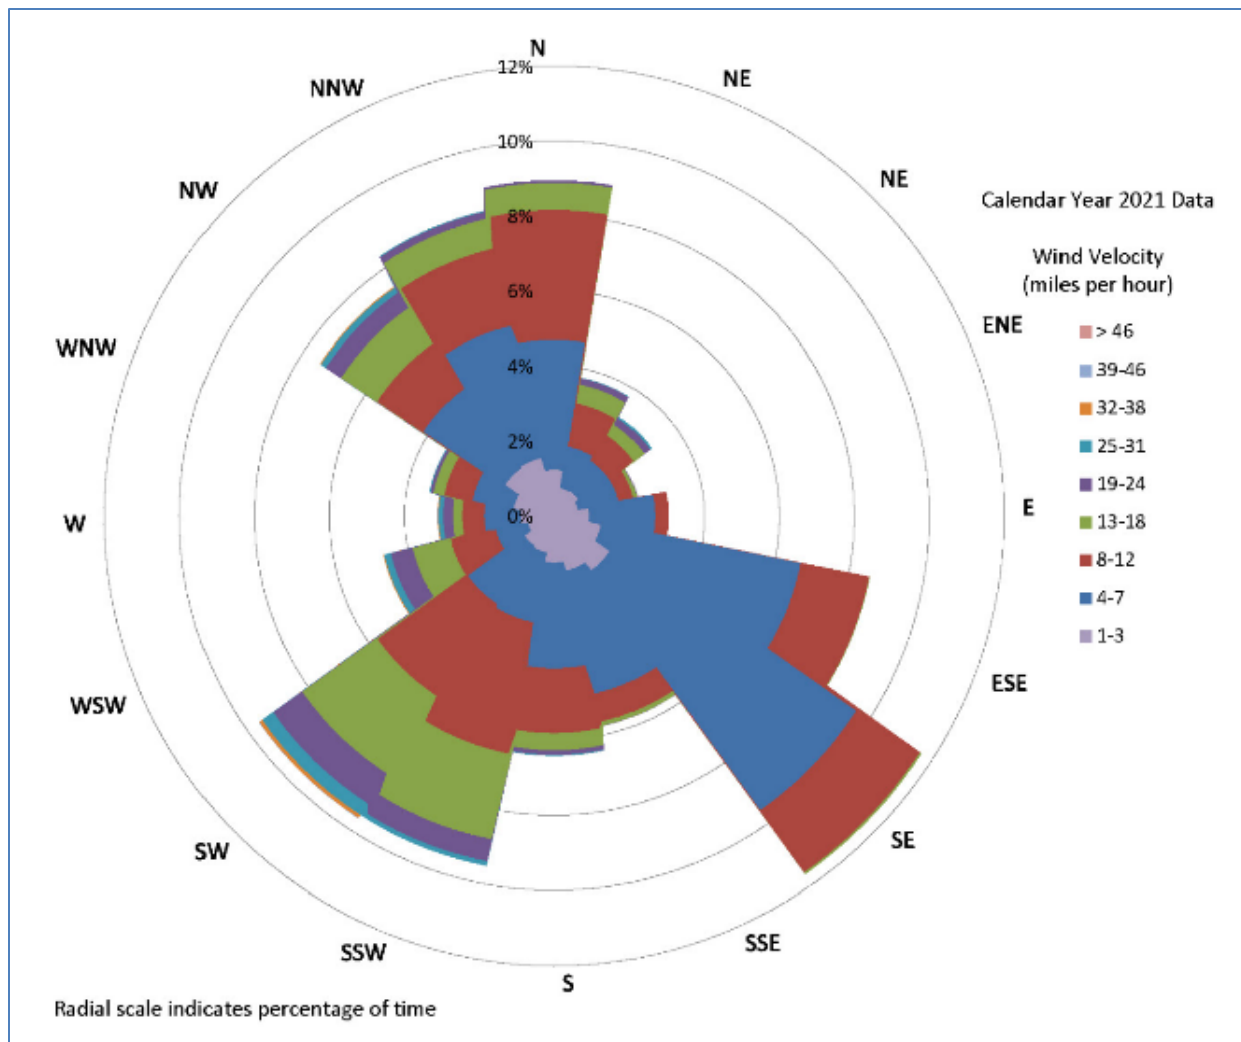 N
12%
NE
NNW
10%
NE
NW
Calendar Year 2021 Data
8%
Wind Velocity
(miles per hour)
6%
ENE
> 46
WNW
4%
39-46
32-38
2%
25-31
19-24
E
0%
W
13-18
8-12
4-7
1-3
ESE
WSW
SE
SW
SSE
SSW
S
Radial scale indicates percentage of time